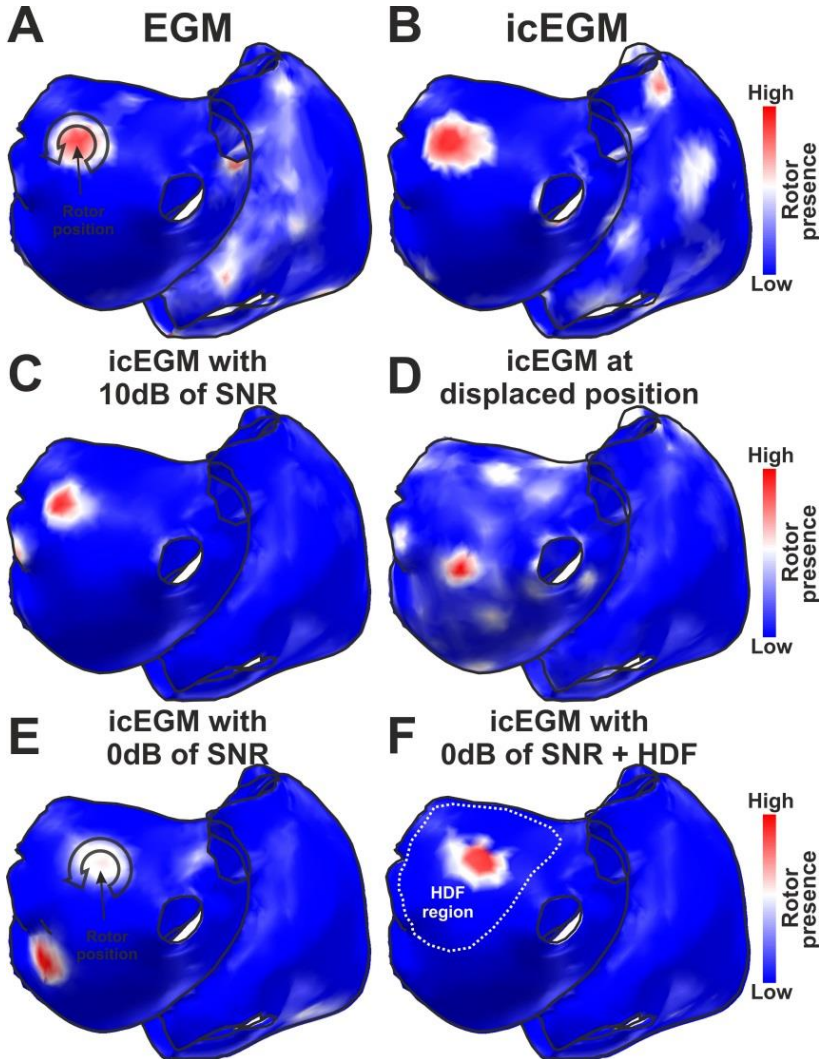 A
EGM
B
icEGM
Rotor
position
High
Rotor
presence
Low
C
icEGM with
10dB of SNR
D
icEGM at
displaced position
High
Rotor
presence
Low
E
icEGM with
0dB of SNR
F
icEGM with
0dB of SNR + HDF
Rotor
position
HDF
region
High
Rotor
presence
Low